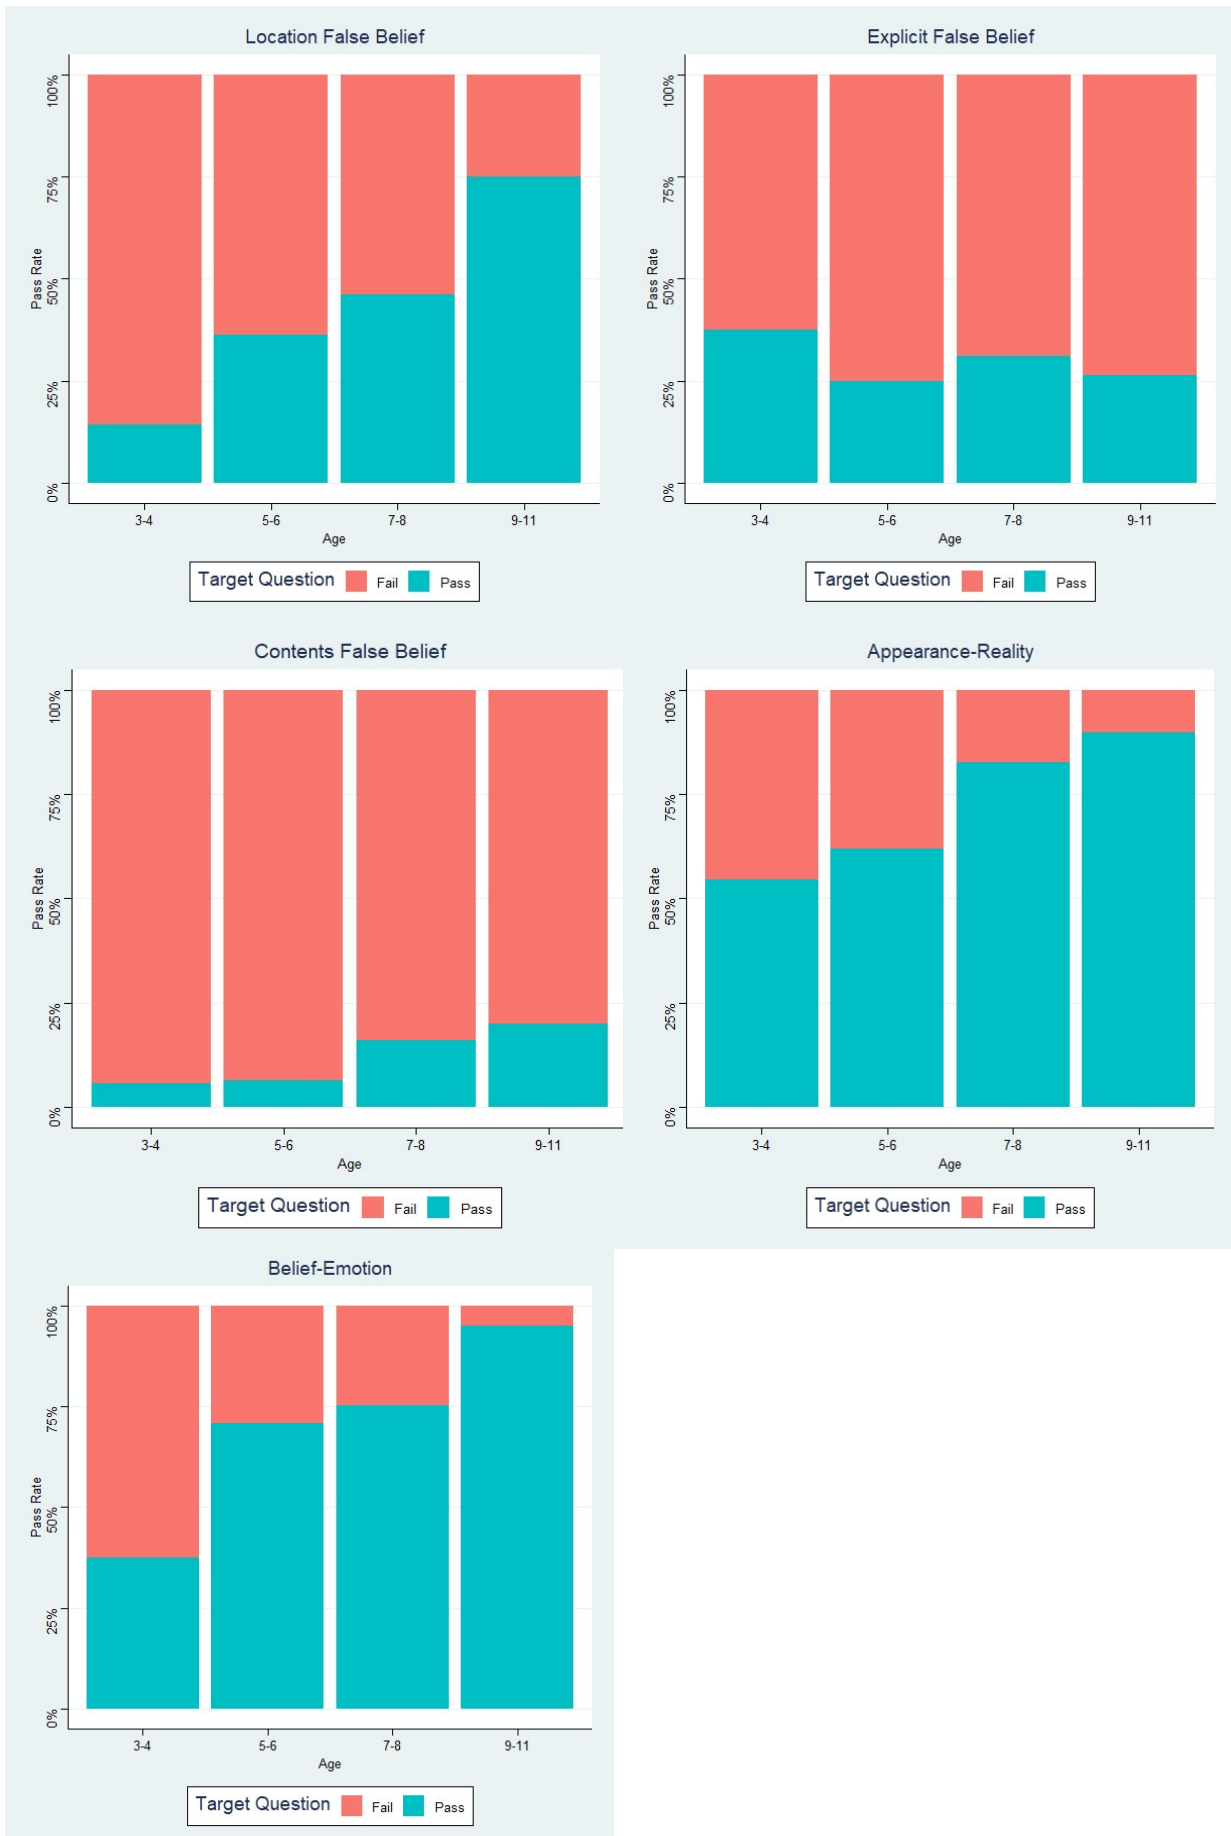 Location False Belief
100%
75%
50%
25%
0%
Pass Rate
3-4 5-6 7-8 9-11
Age
Target Question Fail Pass
Explicit False Belief
100%
75%
50%
25%
0%
Pass Rate
3-4 5-6 7-8 9-11
Age
Target Question Fail Pass
Contents False Belief
100%
75%
50%
25%
0%
Pass Rate
3-4 5-6 7-8 9-11
Age
Target Question Fail Pass
Appearance-Reality
100%
75%
50%
25%
0%
Pass Rate
3-4 5-6 7-8 9-11
Age
Target Question Fail Pass
Belief-Emotion
100%
75%
50%
25%
0%
Pass Rate
3-4 5-6 7-8 9-11
Age
Target Question Fail Pass